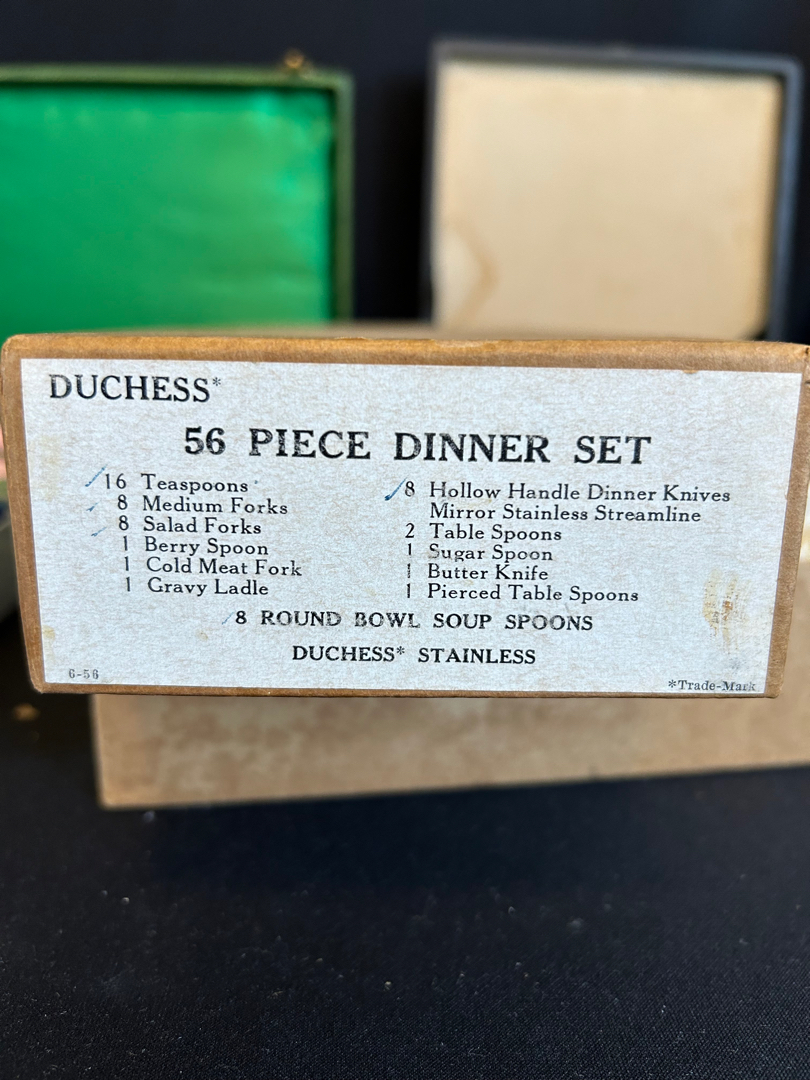 DUCHESS*
56 PIECE DINNER SET
16 Teaspoons
8 Medium Forks
8 Salad Forks
1 Berry Spoon
1 Cold Meat Fork
1 Gravy Ladle
8 Hollow Handle Dinner Knives
Mirror Stainless Streamline
2 Table Spoons
1 Sugar Spoon
1 Butter Knife
1 Pierced Table Spoons
8 ROUND BOWL SOUP SPOONS
DUCHESS* STAINLESS
6-56
*Trade-Mark